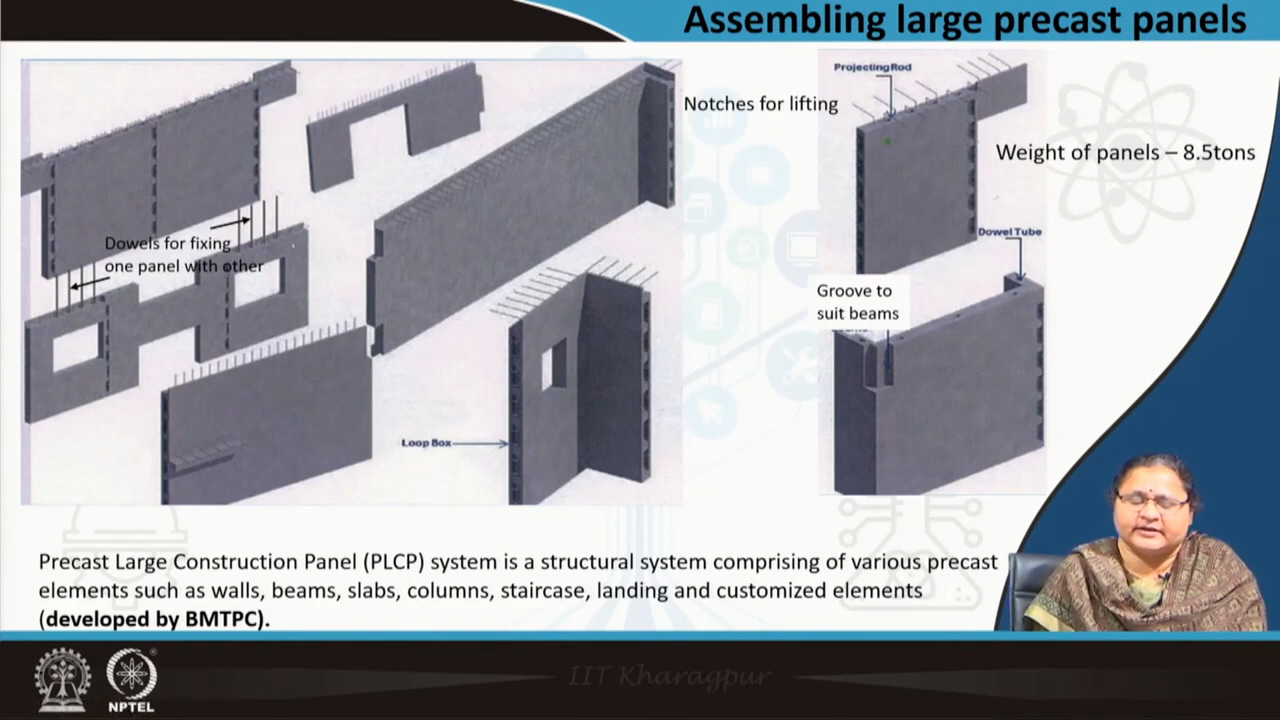 Assembling large precast panels
Notches for lifting
Projecting Rod
Weight of panels – 8.5tons
Dowels for fixing
one panel with other
Dowel Tube
Groove to
suit beams
Loop Box
Precast Large Construction Panel (PLCP) system is a structural system comprising of various precast
elements such as walls, beams, slabs, columns, staircase, landing and customized elements
(developed by BMTPC).
IIT Kharagpur
NPTEL